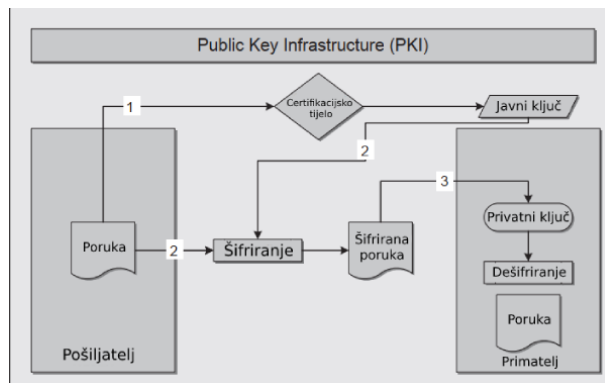 Public Key Infrastructure (PKI)
1
Certifikacijsko
tijelo
Javni ključ
2
3
Poruka
2
Šifriranje
Šifrirana
poruka
Privatni ključ
Dešifriranje
Poruka
Pošiljatelj
Primatelj